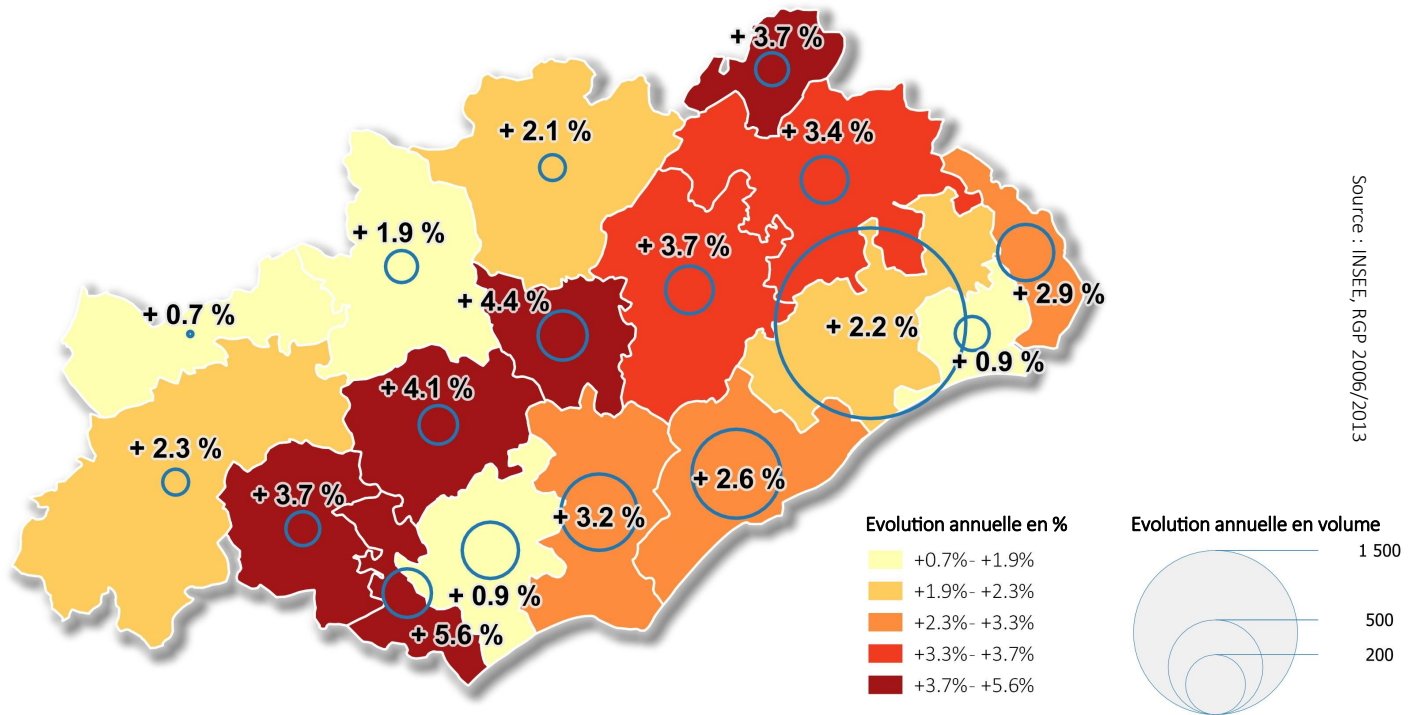 + 3.7 %
+ 2.1 %
+ 3.4 %
+ 1.9 %
+ 3.7 %
+ 4.4 %
+ 2.9 %
+ 0.7 %
+ 2.2 %
+ 0.9 %
+ 4.1 %
+ 2.3 %
+ 2.6 %
+ 3.7 %
+ 3.2 %
+ 0.9 %
+ 5.6 %
Source : INSEE, RGP 2006/2013
Evolution annuelle en %
+0.7%- +1.9%
+1.9%- +2.3%
+2.3%- +3.3%
+3.3%- +3.7%
+3.7%- +5.6%
Evolution annuelle en volume
1 500
500
200